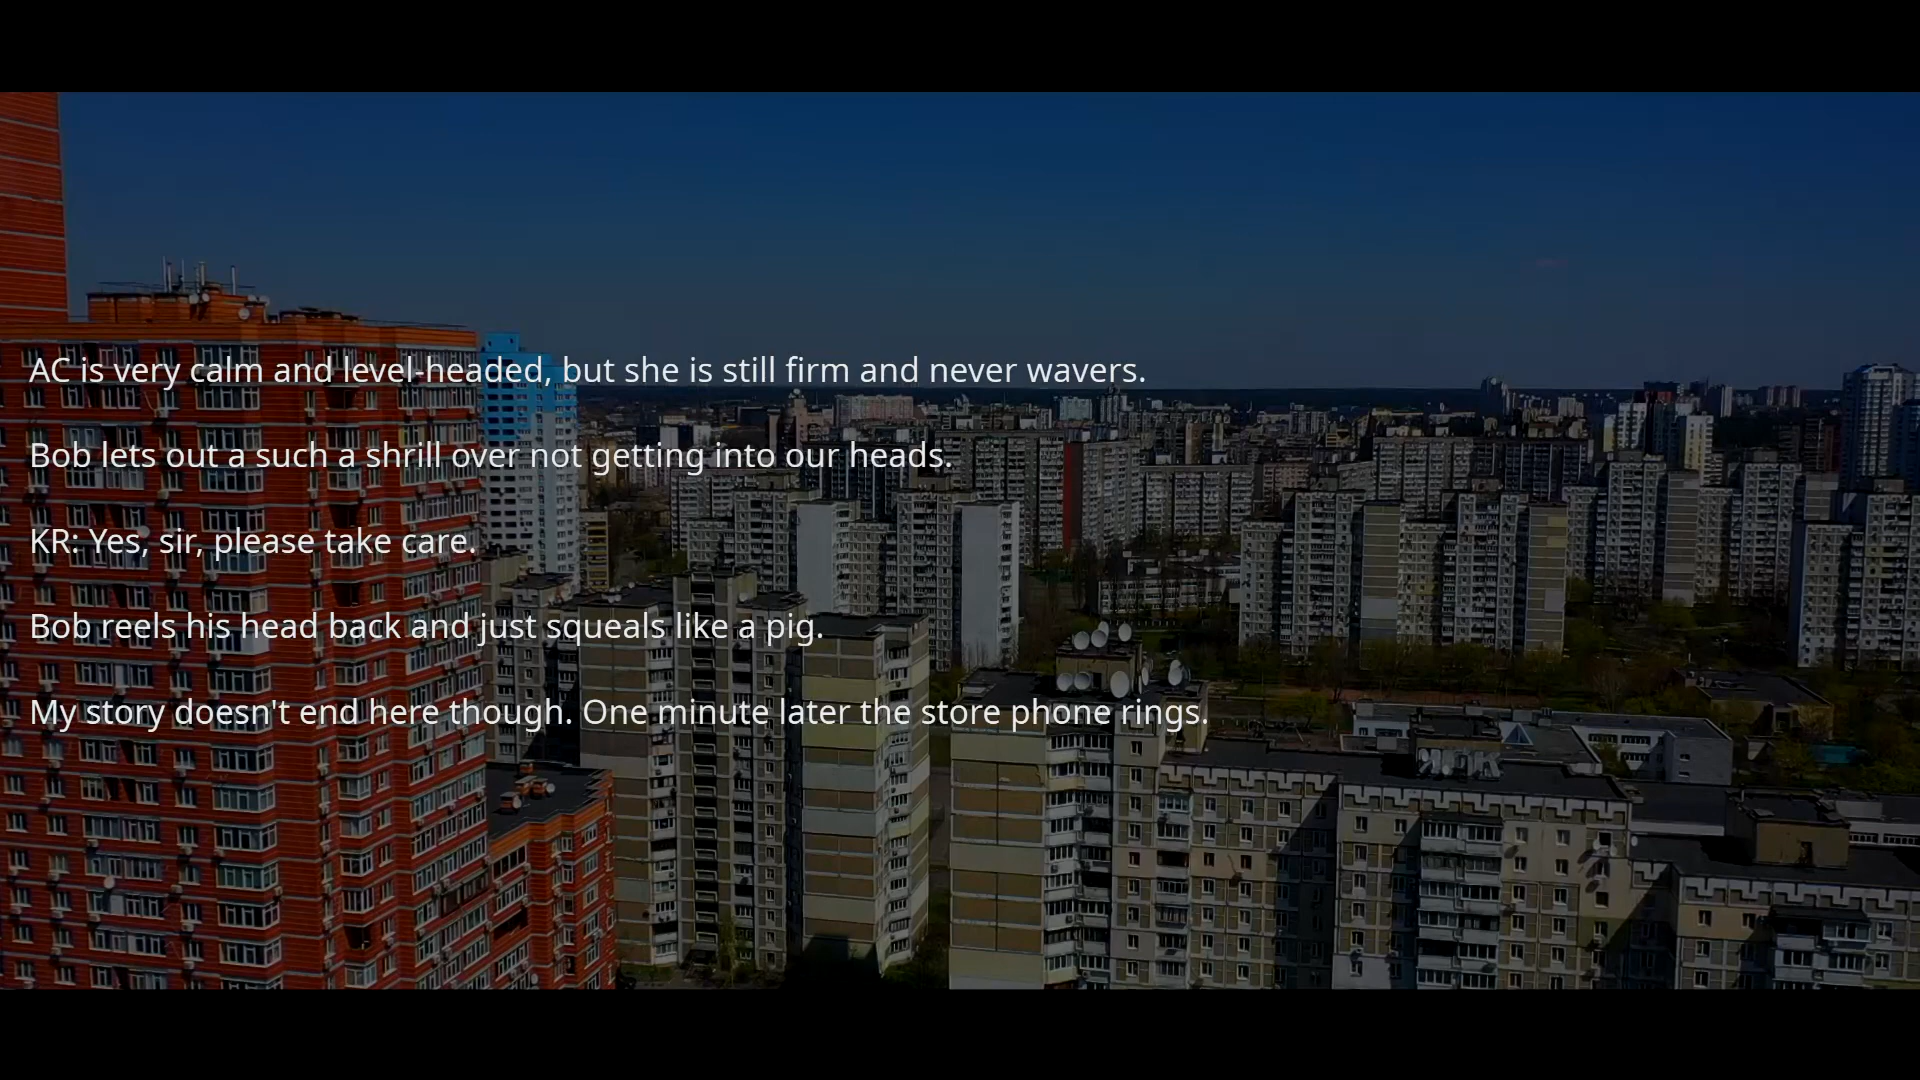 AC is very calm and level-headed, but she is still firm and never wavers.
Bob lets out a such a shrill over not getting into our heads.
KR: Yes, sir, please take care.
Bob reels his head back and just squeals like a pig.
My story doesn't end here though. One minute later the store phone rings.